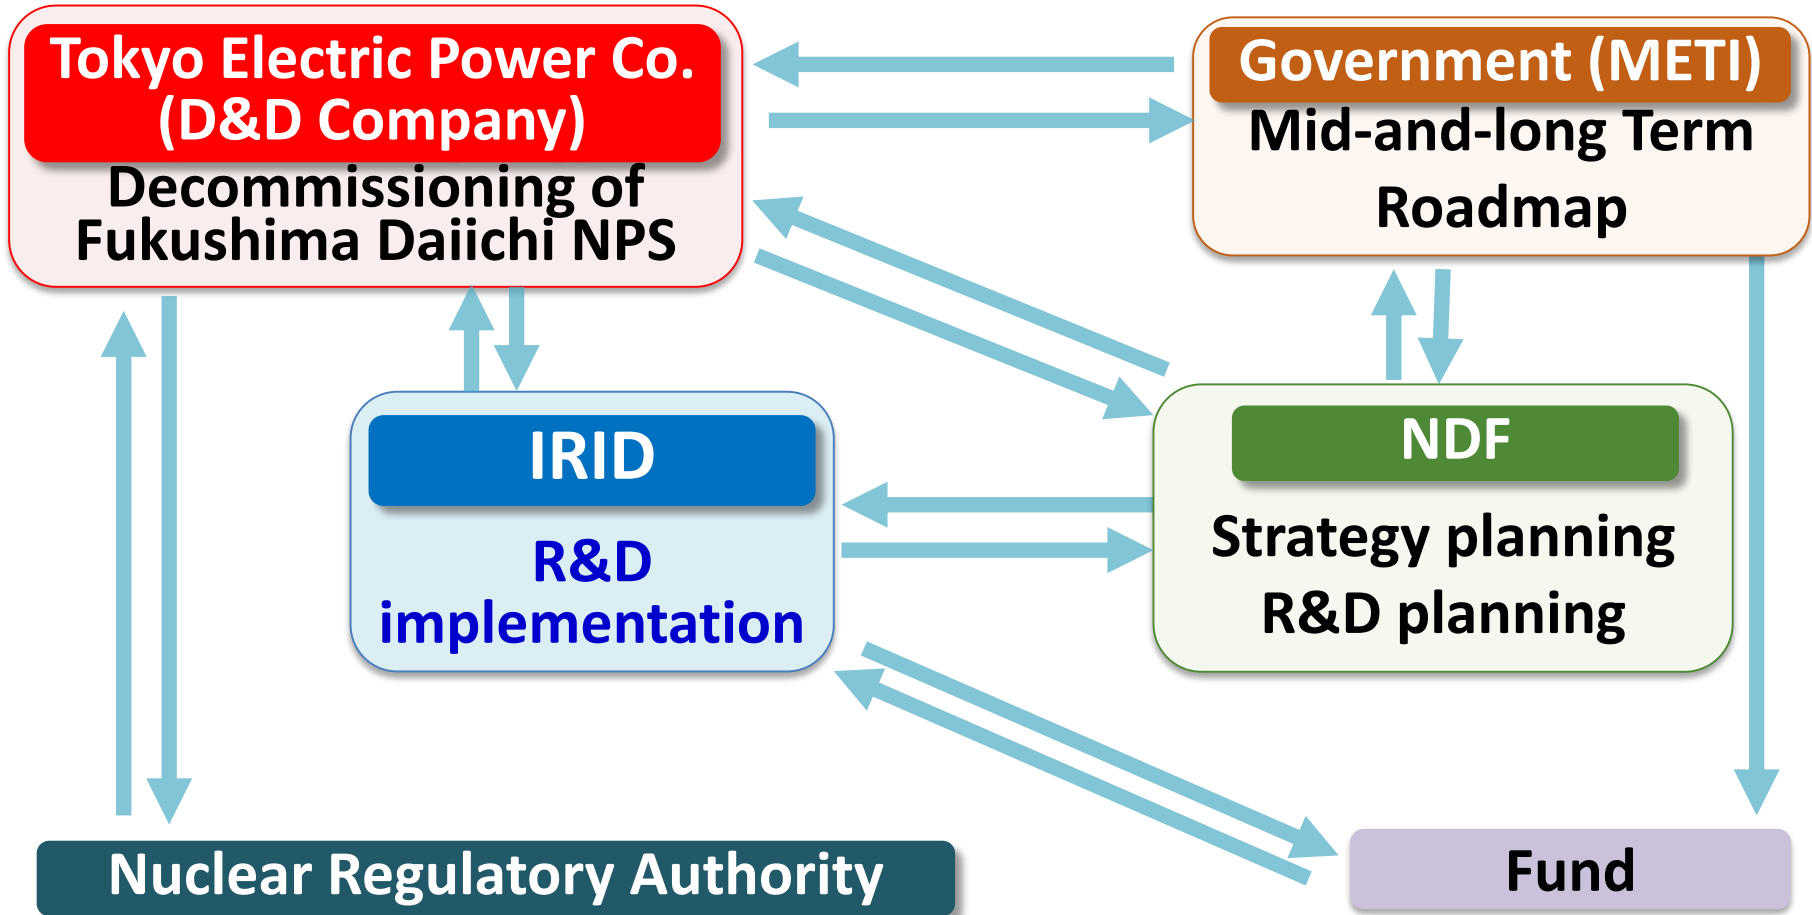 Tokyo Electric Power Co.
(D&D Company)
Decommissioning of
Fukushima Daiichi NPS
Government (METI)
Mid-and-long Term
Roadmap
IRID
R&D
implementation
NDF
Strategy planning
R&D planning
Nuclear Regulatory Authority
Fund